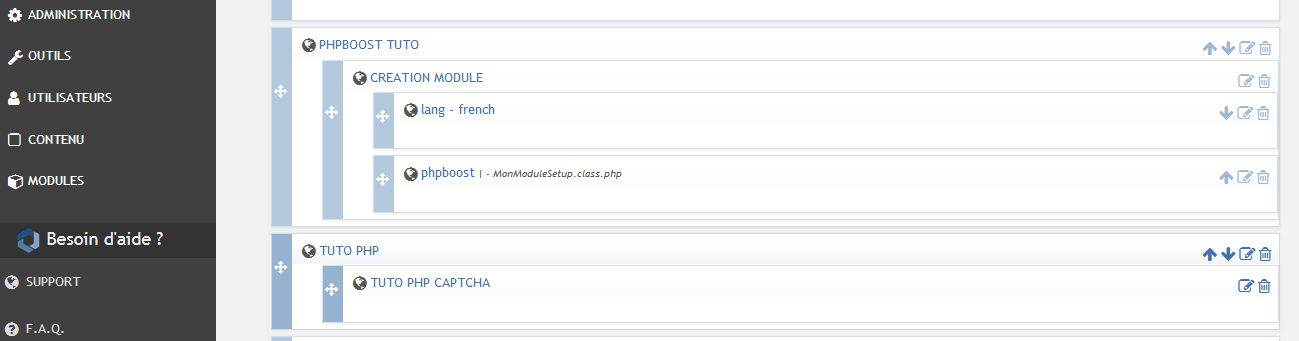 ADMINISTRATION
OUTILS
UTILISATEURS
CONTENU
MODULES
Besoin d'aide ?
SUPPORT
F.A.Q.
PHPBOOST TUTO
CREATION MODULE
lang - french
phpboost | - MonModuleSetup.class.php
TUTO PHP
TUTO PHP CAPTCHA